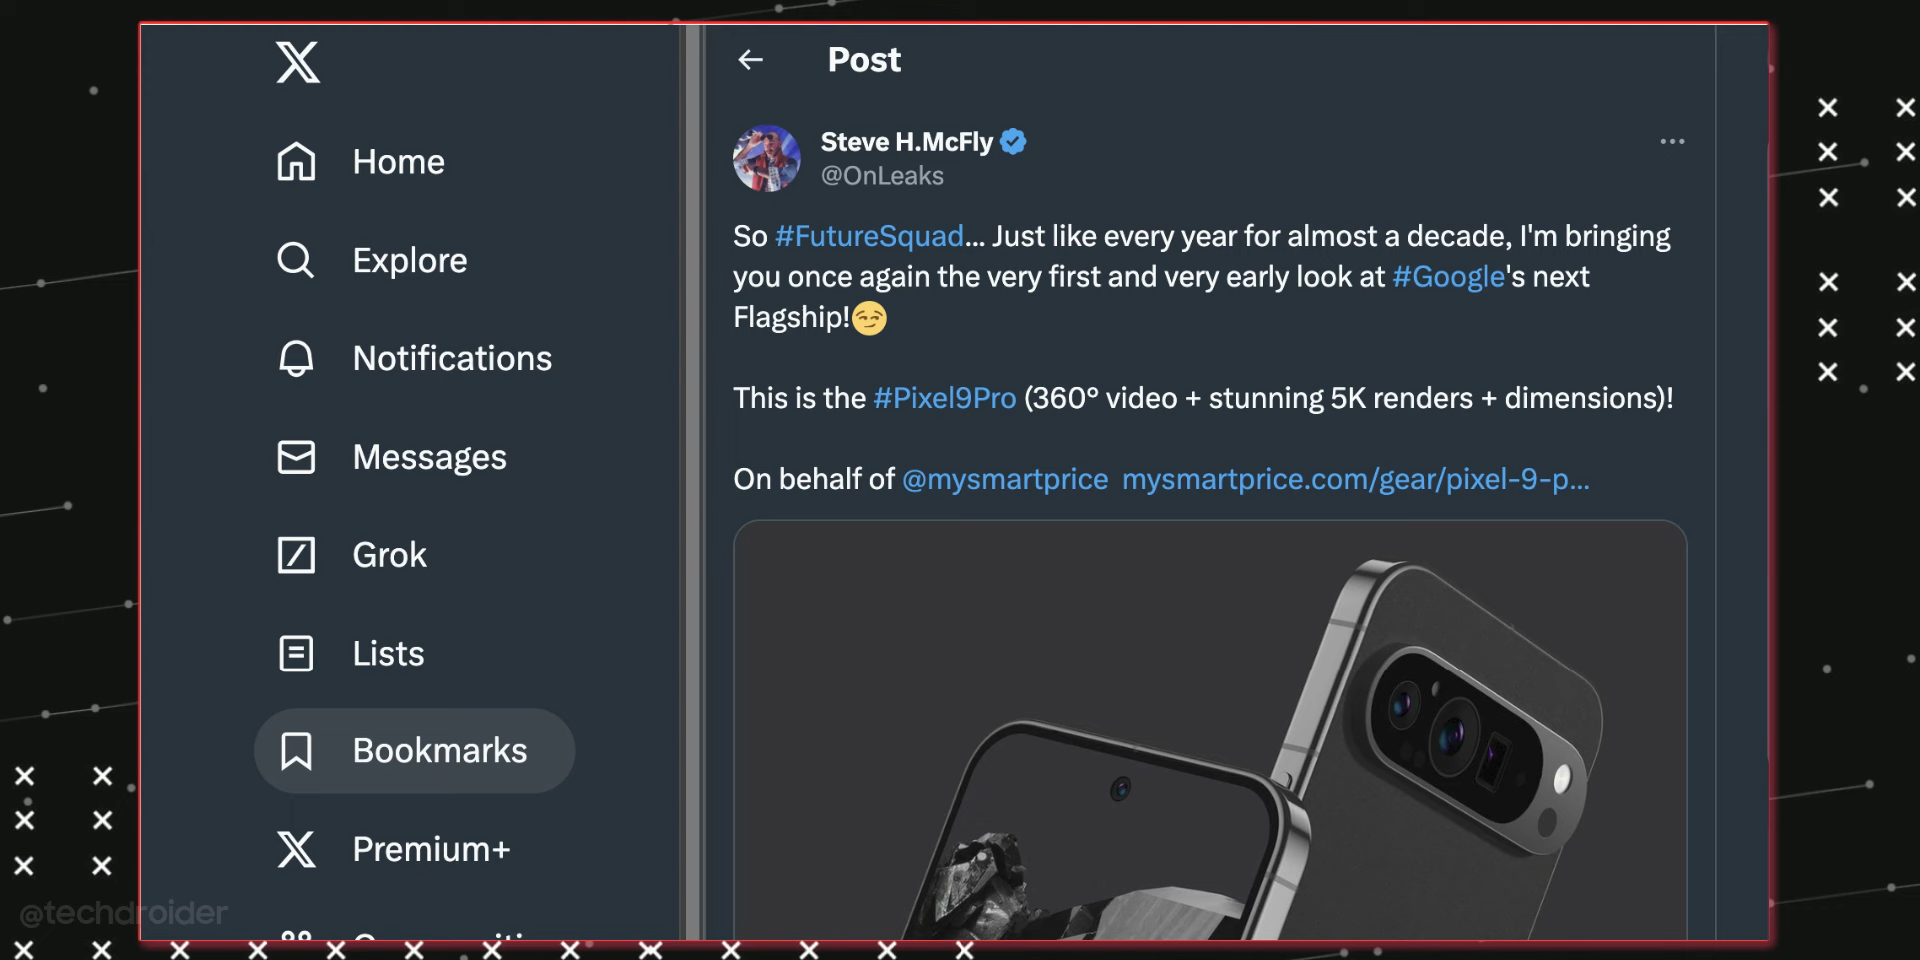 Home
Explore
Notifications
Messages
Grok
Lists
Bookmarks
Premium+
Post
Steve H.McFly
@OnLeaks
So #FutureSquad... Just like every year for almost a decade, I'm bringing
you once again the very first and very early look at #Google's next
Flagship!😏
This is the #Pixel9Pro (360° video + stunning 5K renders + dimensions)!
On behalf of @mysmartprice mysmartprice.com/gear/pixel-9-p...
@techdroider